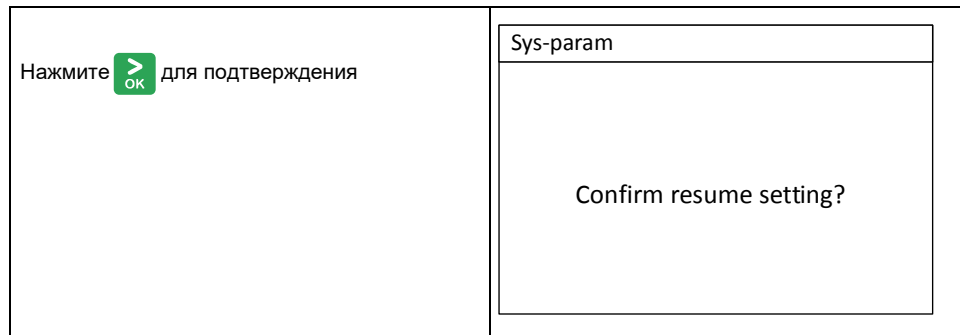 Нажмите > OK для подтверждения
Sys-param
Confirm resume setting?